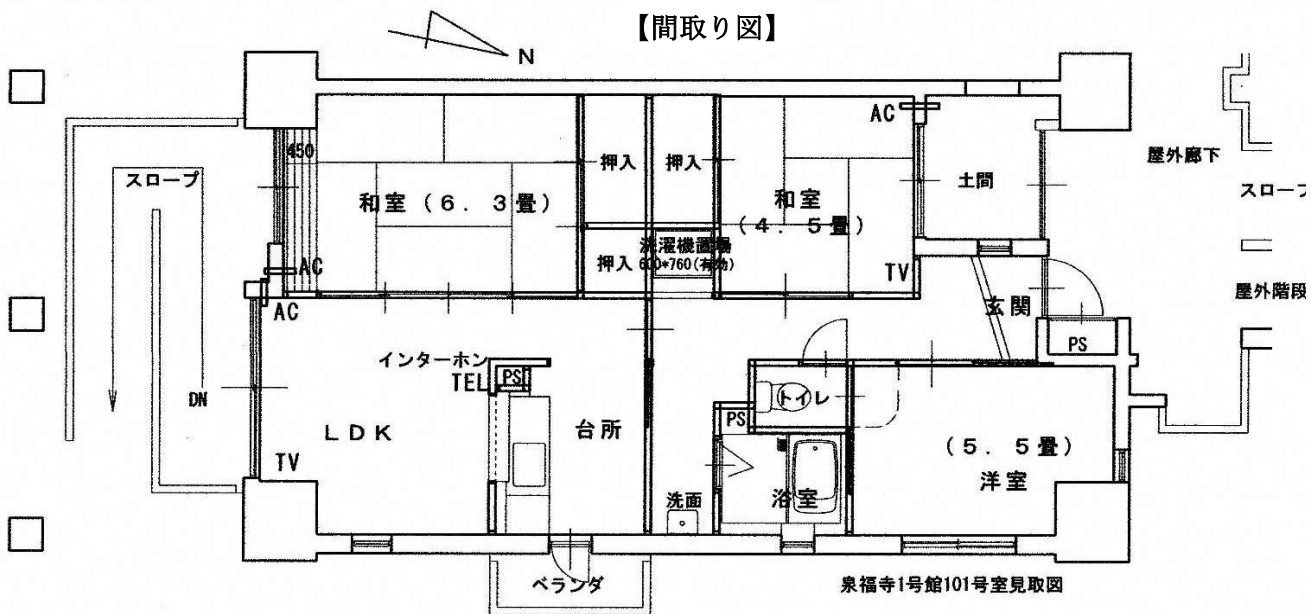 【間取り図】
N
AC
450
押入
押入
屋外廊下
スロープ
土間
スロープ
和室(6.3畳)
和室
(4.5畳)
洗濯機置場
600*760(有効)
押入
AC
TV
玄関
屋外階段
AC
PS
インターホン
TEL
PS
トイレ
DN
LDK
台所
PS
(5.5畳)
洋室
TV
洗面
浴室
ベランダ
泉福寺1号館101号室見取図